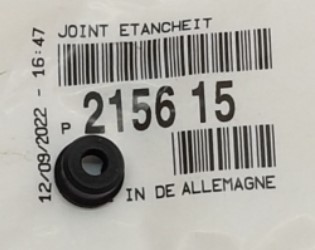 JOINT ETANCHEIT
P 2156 15
IN DE ALLEMAGNE
12/09/2022 - 16:47